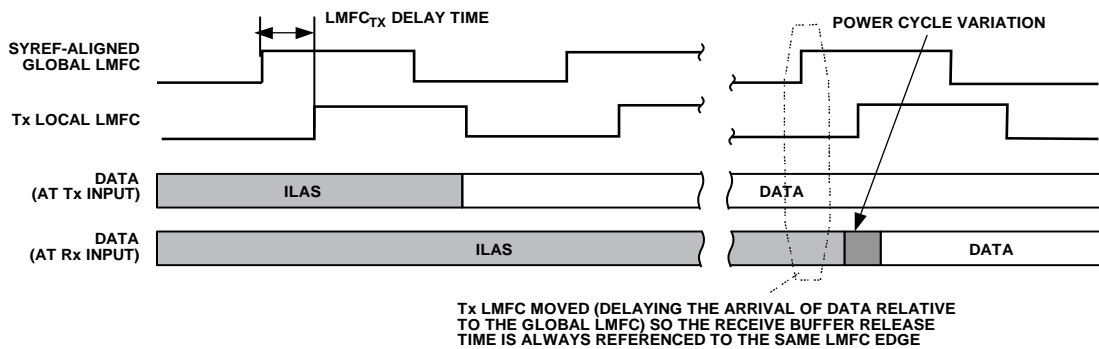 LMFCTX DELAY TIME
POWER CYCLE VARIATION
SYREF-ALIGNED
GLOBAL LMFC
Tx LOCAL LMFC
DATA
(AT Tx INPUT)
ILAS
DATA
DATA
(AT Rx INPUT)
ILAS
DATA
Tx LMFC MOVED (DELAYING THE ARRIVAL OF DATA RELATIVE
TO THE GLOBAL LMFC) SO THE RECEIVE BUFFER RELEASE
TIME IS ALWAYS REFERENCED TO THE SAME LMFC EDGE